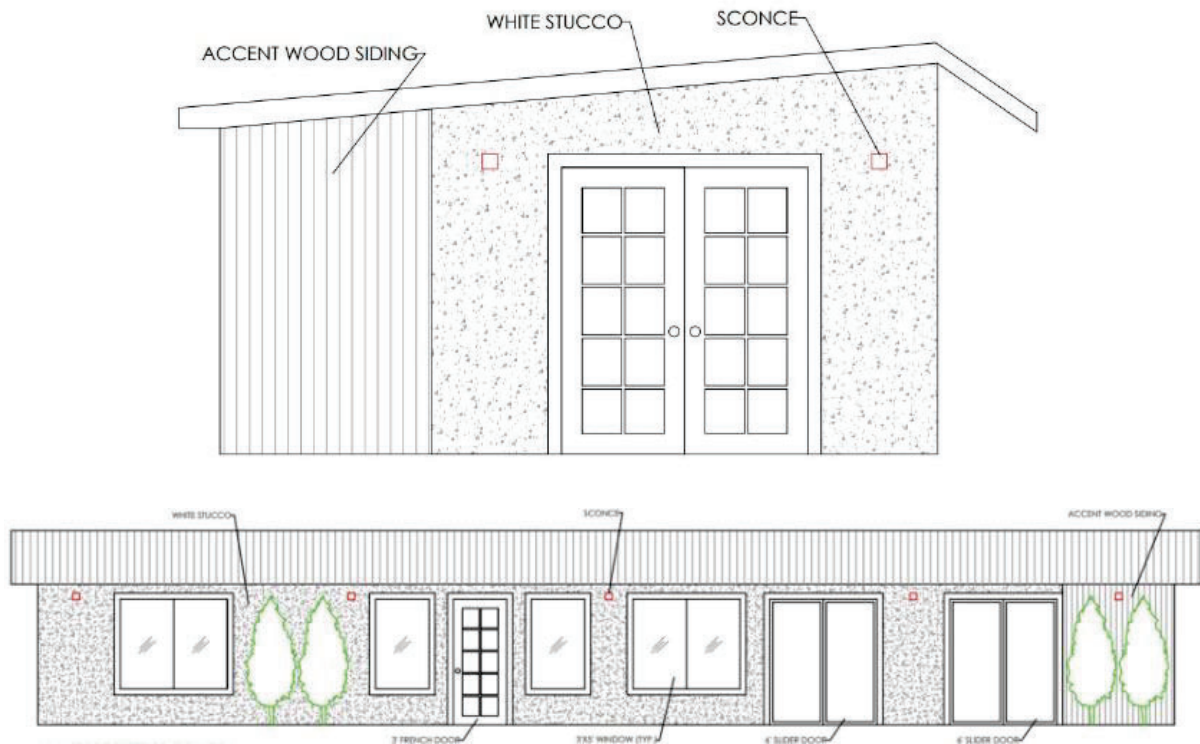 WHITE STUCCO
SCONCE
ACCENT WOOD SIDING
WHITE STUCCO
SCONCE
ACCENT WOOD SIDING
3' FRENCH DOOR
5'X5' WINDOW (TYP.)
6' SLIDER DOOR
6' SLIDER DOOR